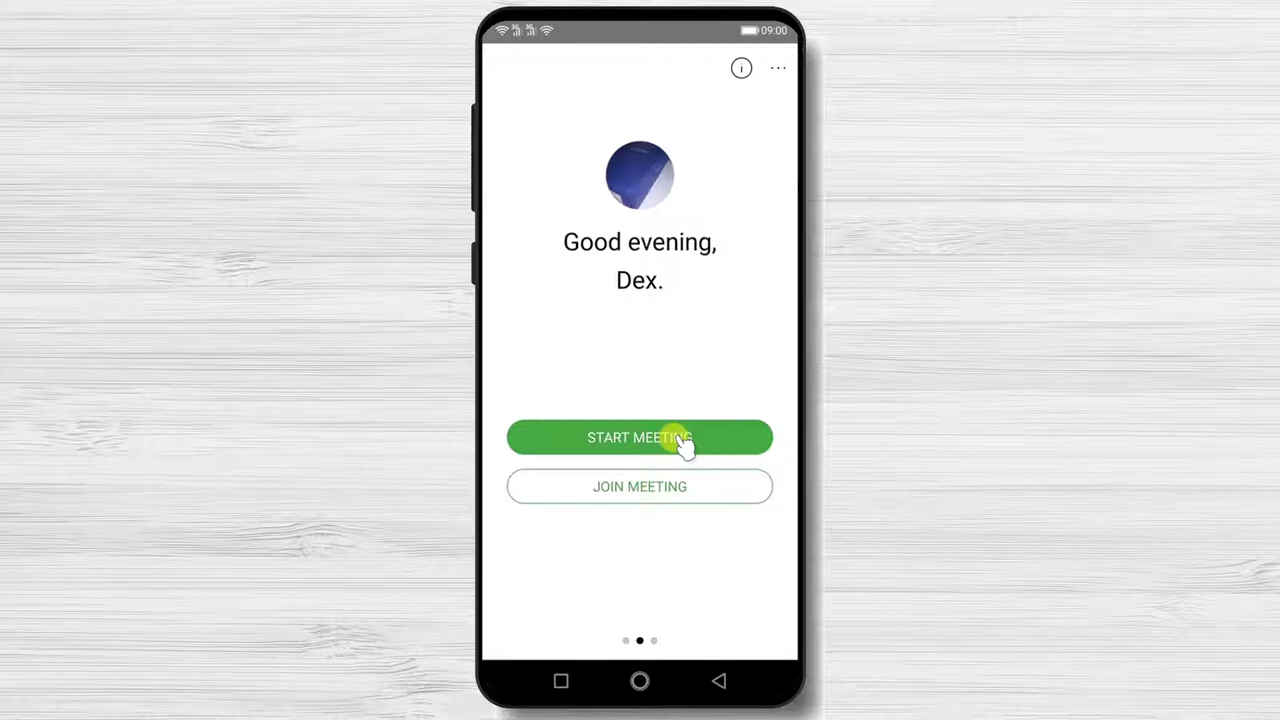 09:00
Good evening,
Dex.
START MEETING
JOIN MEETING